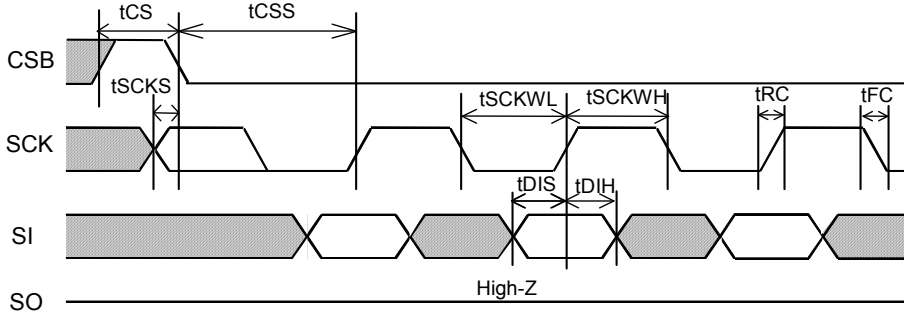 tCS tCSS
CSB
tSCKS tSCKWL tSCKWH tRC tFC
SCK
tDIS tDIH
SI
High-Z
SO